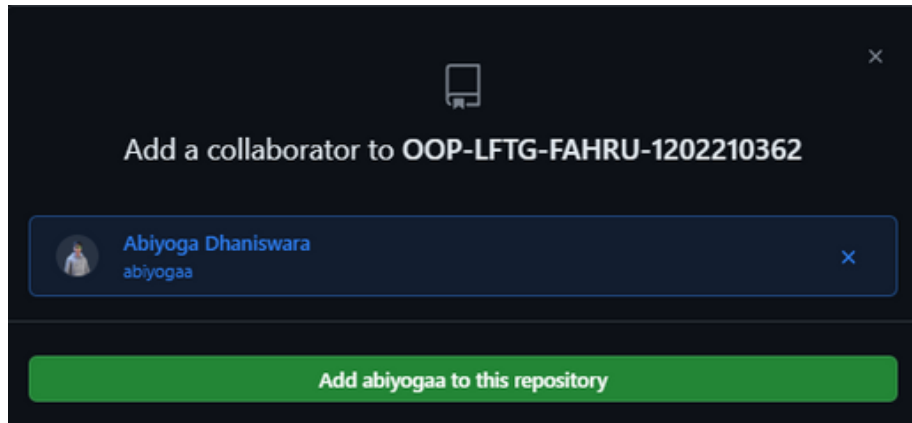 Add a collaborator to OOP-LFTG-FAHRU-1202210362
Abiyoga Dhaniswara
abiyogaa
Add abiyogaa to this repository